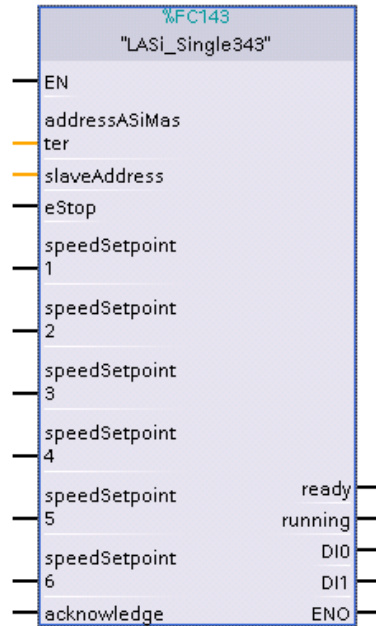 %FC143
"LASi_Single343"
EN
addressASiMas
ter
slaveAddress
eStop
speedSetpoint
1
speedSetpoint
2
speedSetpoint
3
speedSetpoint
4
speedSetpoint
5
speedSetpoint
6
acknowledge
ready
running
DI0
DI1
ENO